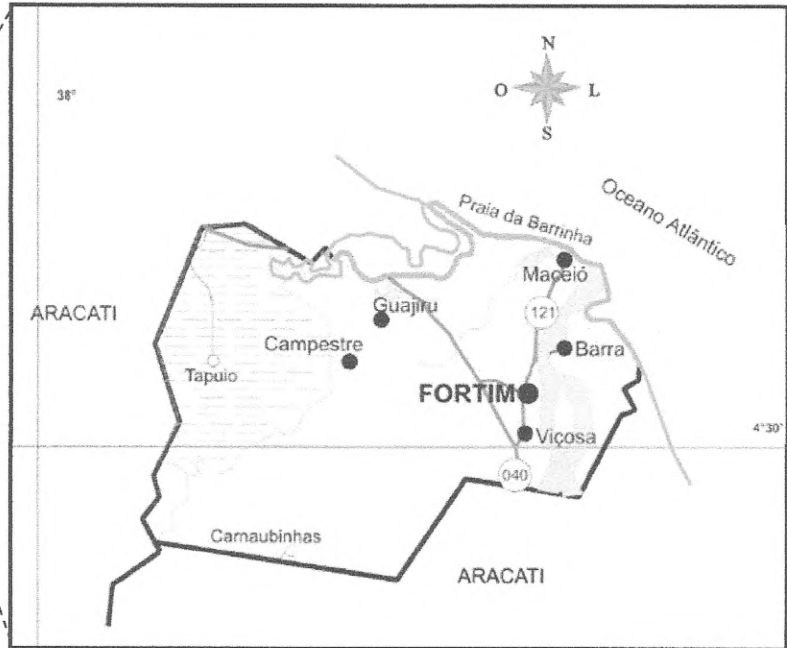 N
38°
O L
S
Oceano Atlântico
Praia da Barrinha
Maceió
ARACATI
Guajiru
121
Campestre
Barra
Tapuio
FORTIM
4°30'
Viçosa
040
Carnaubinhas
ARACATI